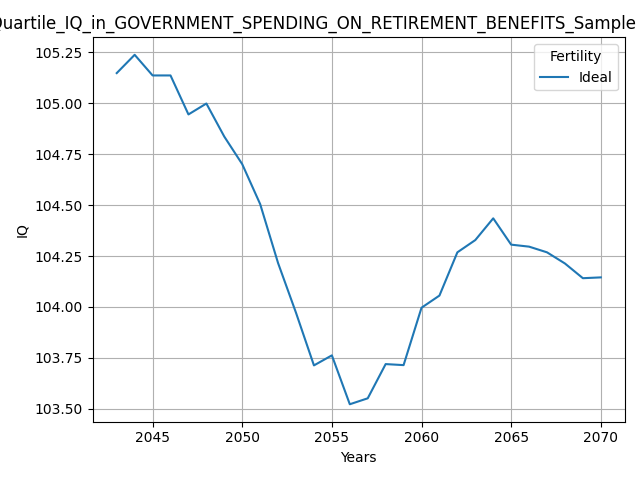 uartile_IQ_in_GOVERNMENT_SPENDING_ON_RETIREMENT_BENEFITS_Sample
105.25
105.00
104.75
104.50
104.25
104.00
103.75
103.50
IQ
Fertility
Ideal
2045 2050 2055 2060 2065 2070
Years